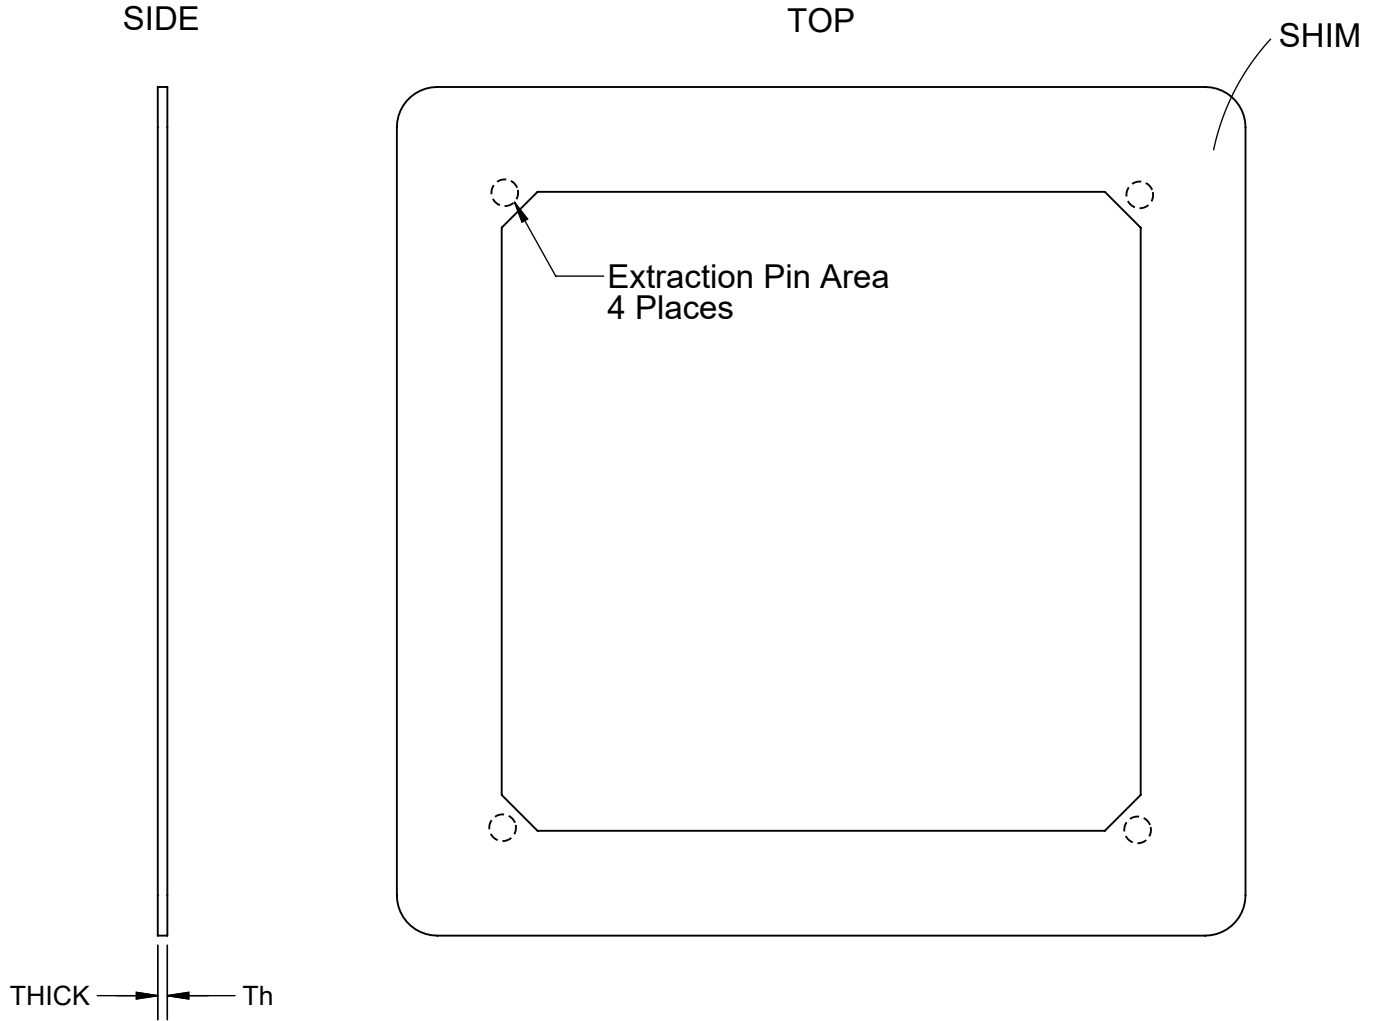 SIDE
TOP
SHIM
Extraction Pin Area
4 Places
THICK
Th